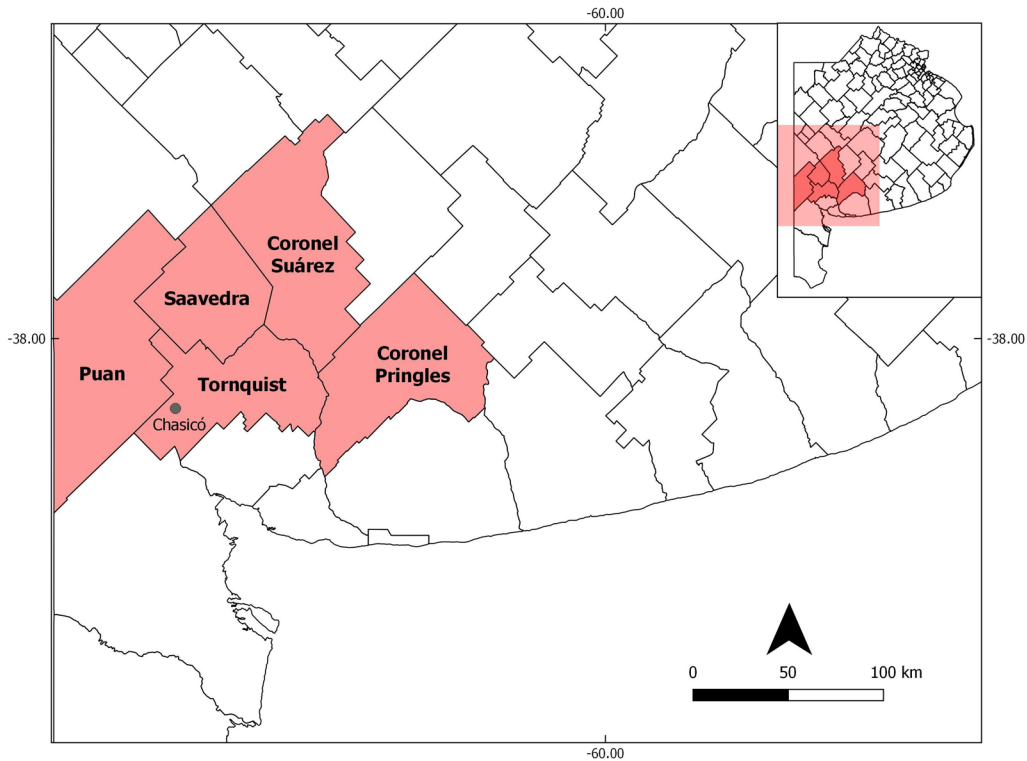 -60.00
Coronel
Suárez
Saavedra
-38.00
-38.00
Coronel
Pringles
Puan
Tornquist
Chasicó
0 50 100 km
-60.00